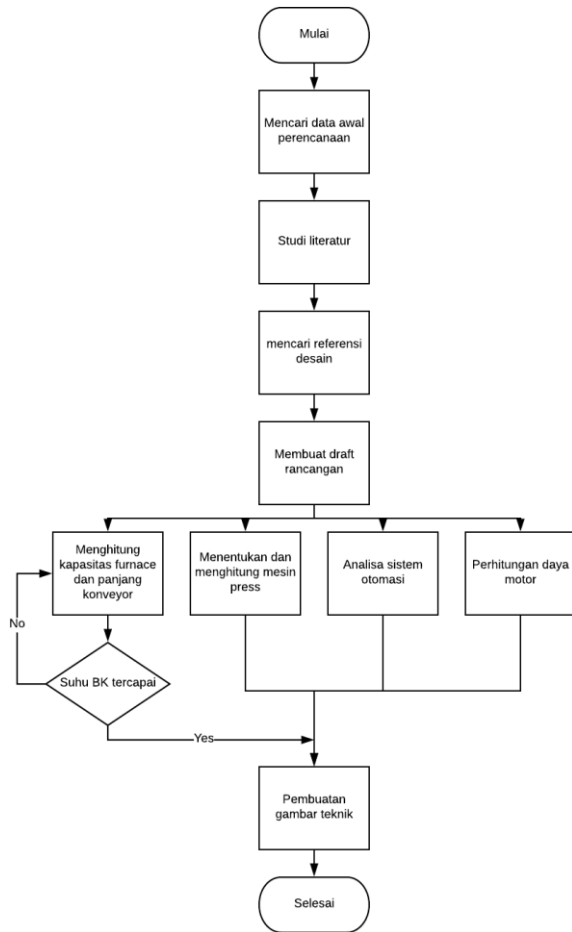 Mulai
Mencari data awal
perencanaan
Studi literatur
mencari referensi
desain
Membuat draft
rancangan
Menghitung
kapasitas furnace
dan panjang
konveyor
Menentukan dan
menghitung mesin
press
Analisa sistem
otomasi
Perhitungan daya
motor
No
Suhu BK tercapai
Yes
Pembuatan
gambar teknik
Selesai